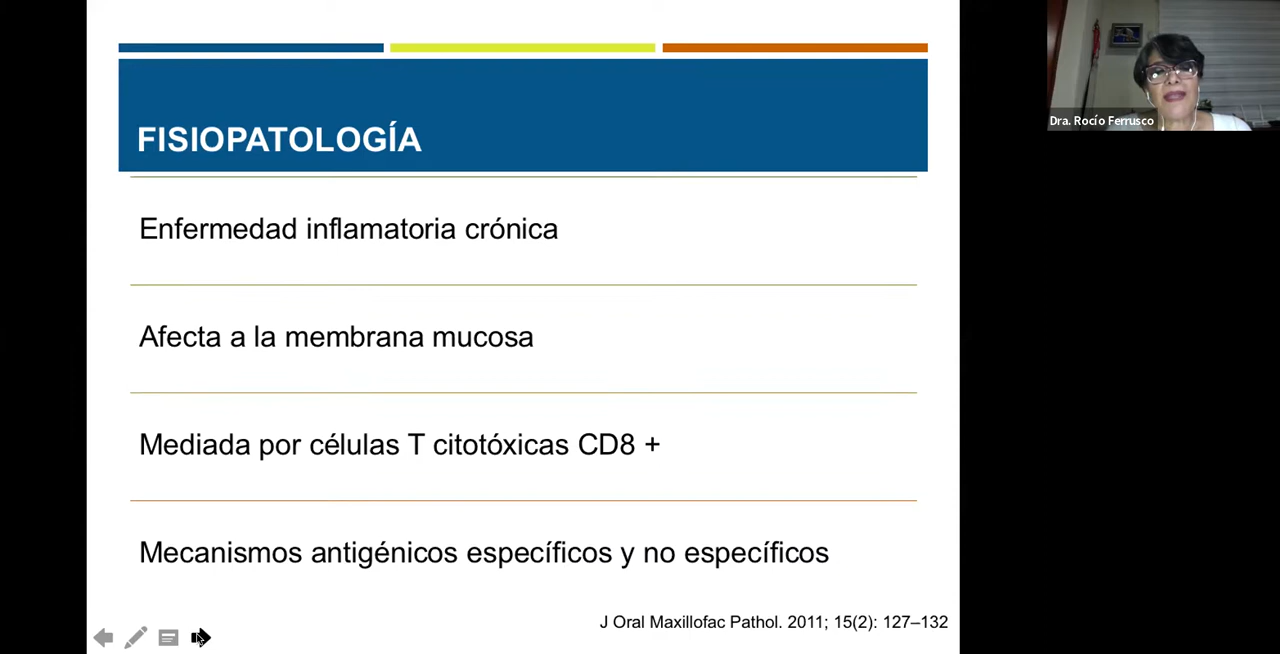 FISIOPATOLOGÍA
Enfermedad inflamatoria crónica
Afecta a la membrana mucosa
Mediada por células T citotóxicas CD8 +
Mecanismos antigénicos específicos y no específicos
J Oral Maxillofac Pathol. 2011; 15(2): 127–132
Dra. Rocío Ferrusco